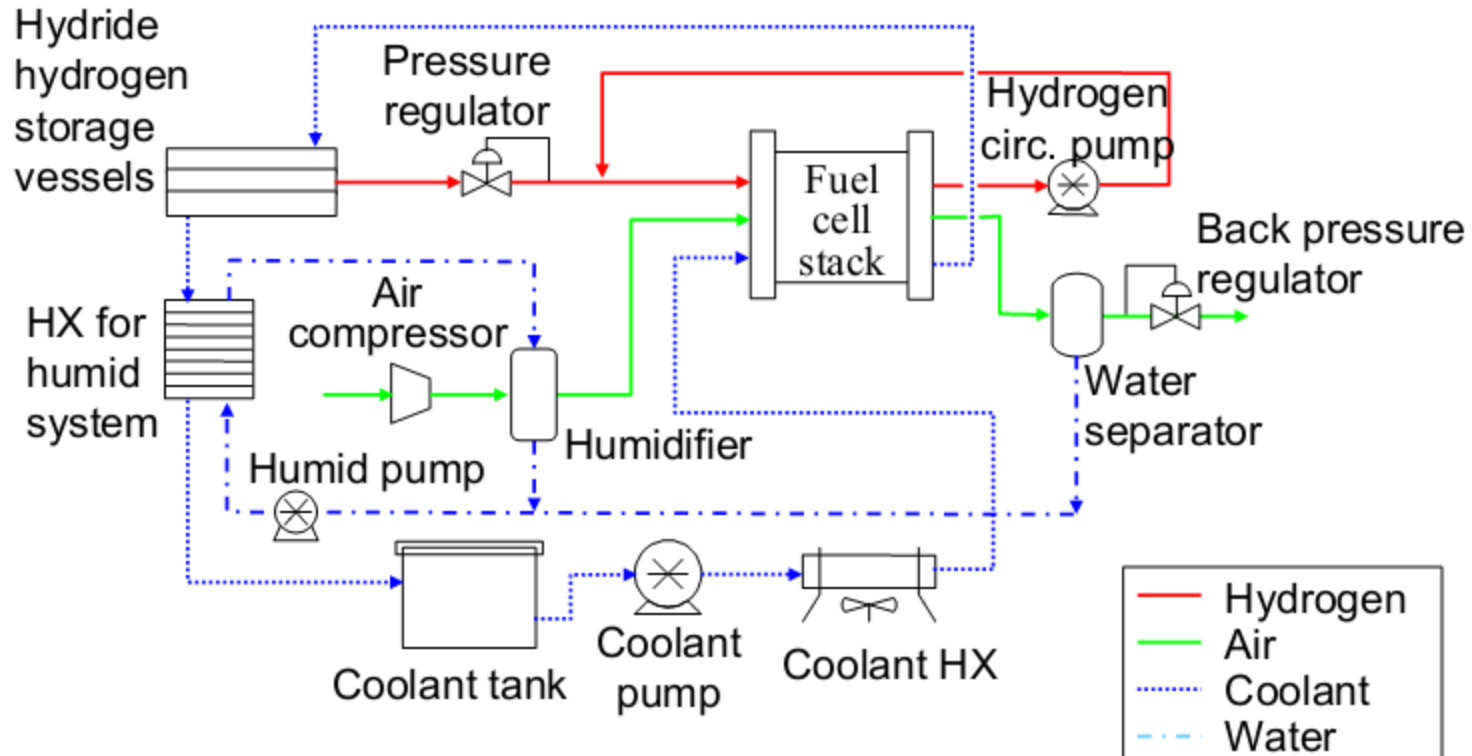 Hydride
hydrogen
storage
vessels
Pressure
regulator
Hydrogen
circ. pump
Fuel
cell
stack
Back pressure
regulator
HX for
humid
system
Air
compressor
Humidifier
Water
separator
Humid pump
Coolant tank
Coolant
pump
Coolant HX
Hydrogen
Air
Coolant
Water